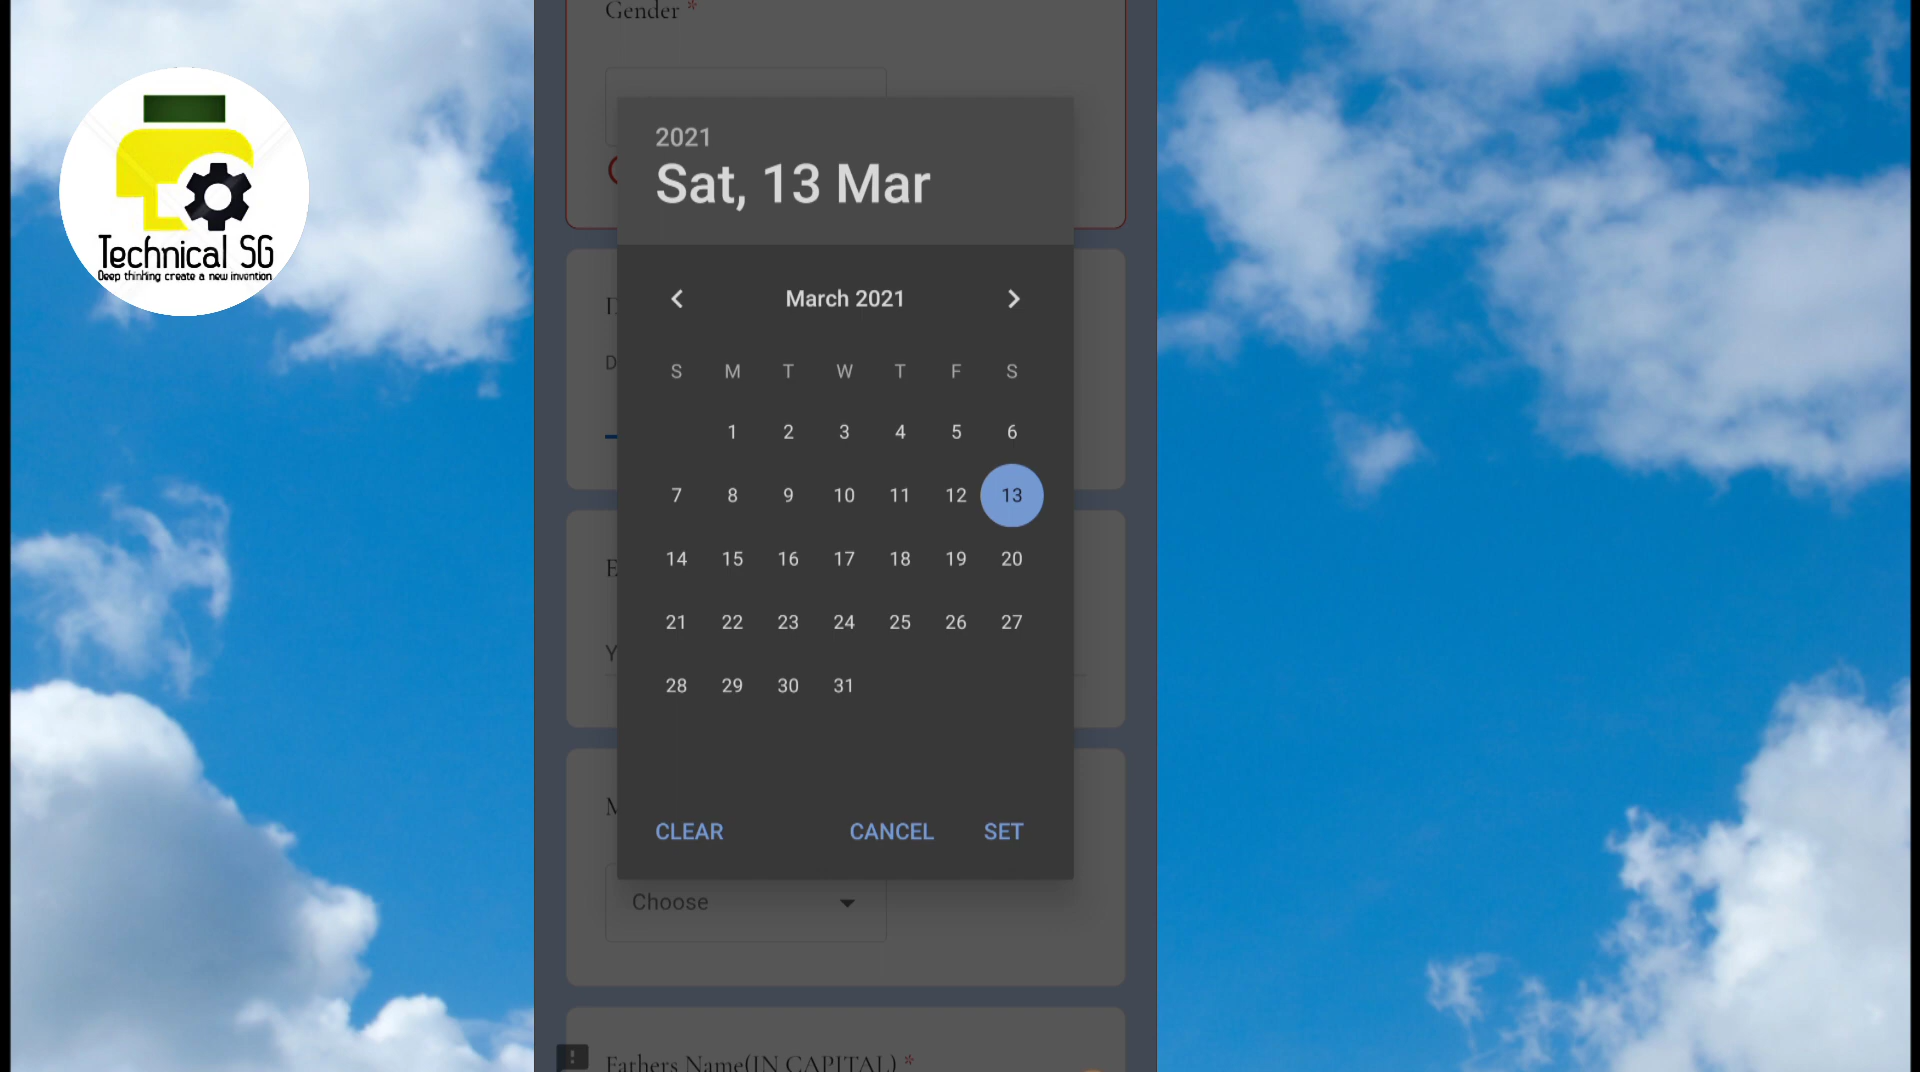 Gender *
Technical SG
Deep thinking create a new invention
2021
Sat, 13 Mar
March 2021
S M T W T F S
1 2 3 4 5 6
7 8 9 10 11 12 13
14 15 16 17 18 19 20
21 22 23 24 25 26 27
28 29 30 31
CLEAR CANCEL SET
Choose
Fathers Name(IN CAPITAL) *